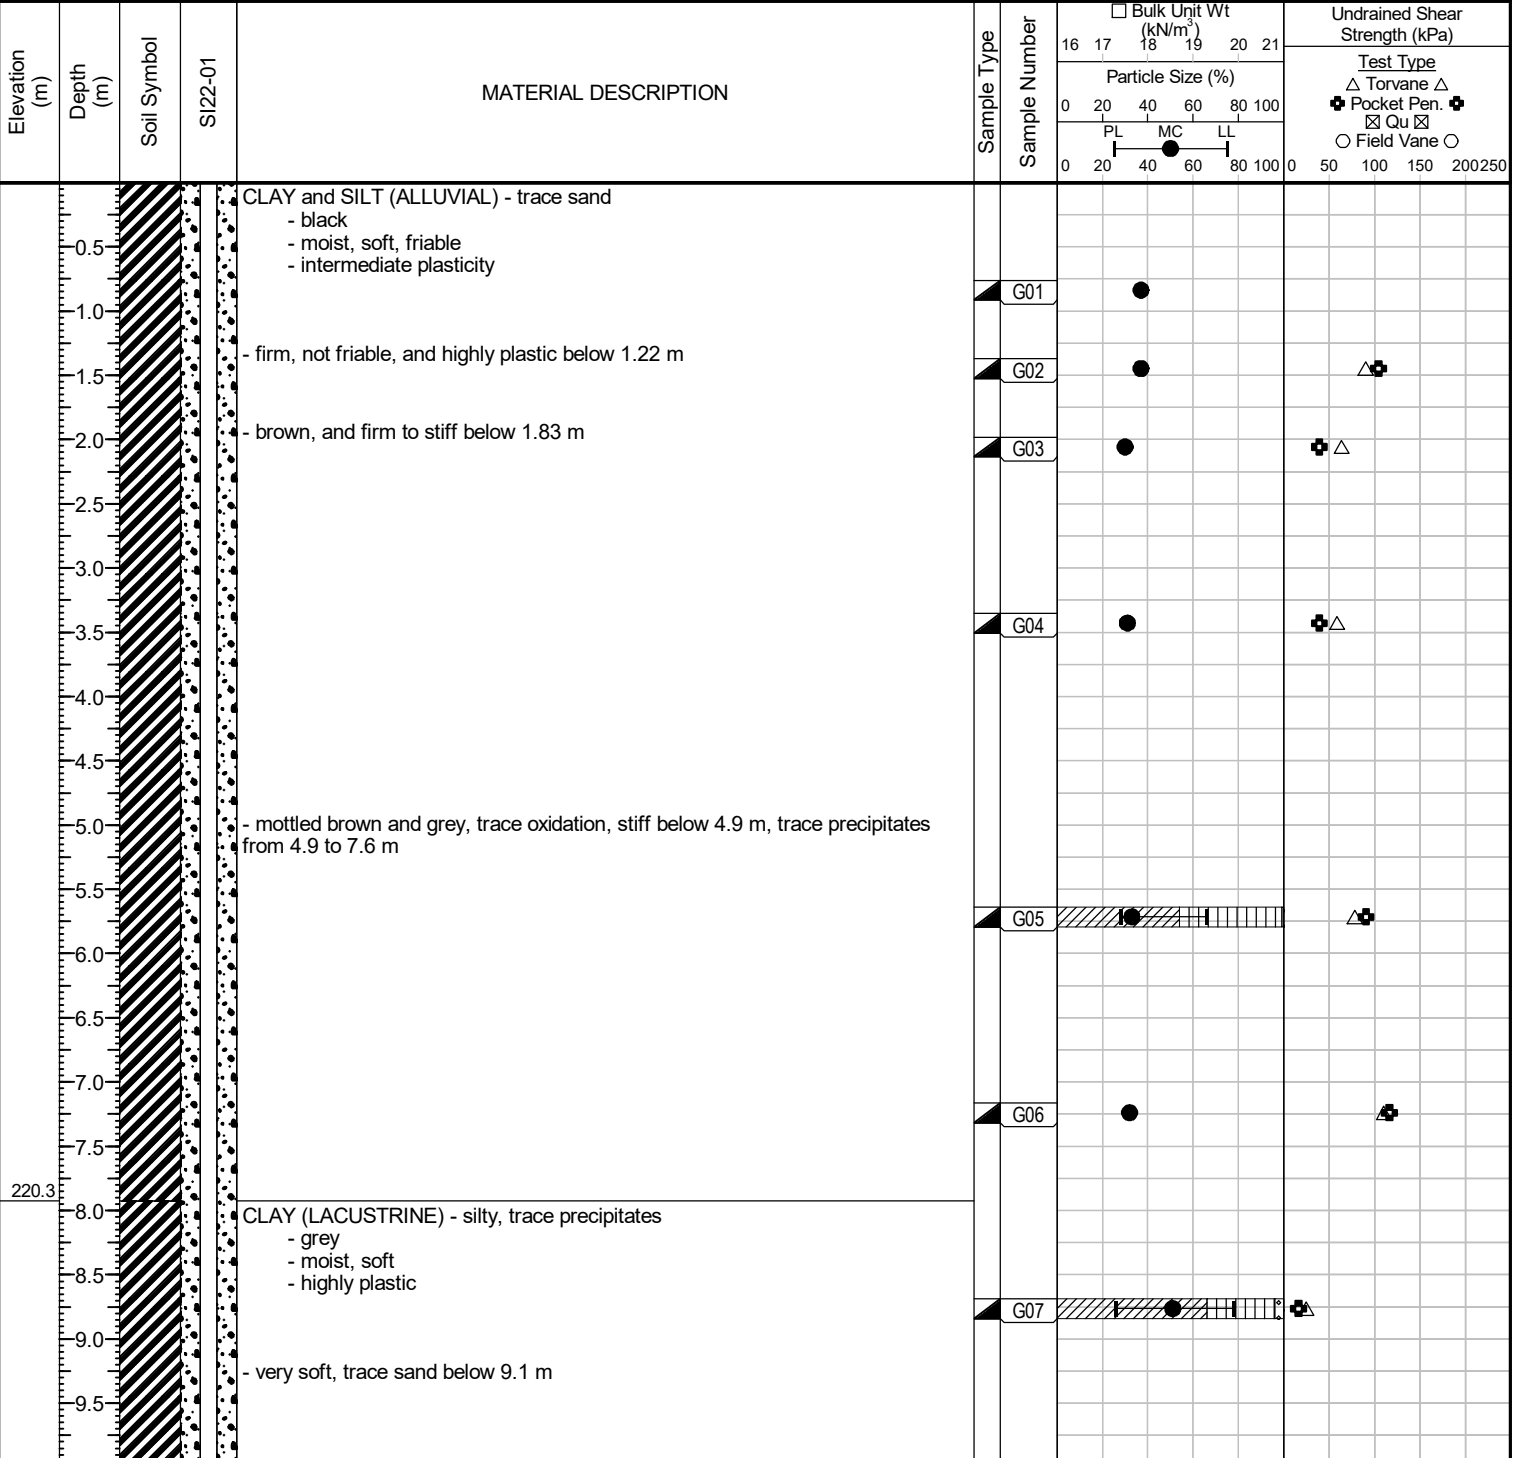 Elevation
(m)
Depth
(m)
Soil Symbol
SI22-01
MATERIAL DESCRIPTION
Sample Type
Sample Number
Bulk Unit Wt
(kN/m³)
16 17 18 19 20 21
Particle Size (%)
0 20 40 60 80 100
PL MC LL
0 20 40 60 80 100
Undrained Shear
Strength (kPa)
Test Type
Torvane
Pocket Pen.
Qu
Field Vane
0 50 100 150 200 250
CLAY and SILT (ALLUVIAL) - trace sand
- black
- moist, soft, friable
0.5
- intermediate plasticity
G01
1.0
- firm, not friable, and highly plastic below 1.22 m
G02
1.5
- brown, and firm to stiff below 1.83 m
2.0
G03
2.5
3.0
3.5
G04
4.0
4.5
5.0
- mottled brown and grey, trace oxidation, stiff below 4.9 m, trace precipitates
from 4.9 to 7.6 m
5.5
G05
6.0
6.5
7.0
G06
7.5
220.3
8.0
CLAY (LACUSTRINE) - silty, trace precipitates
- grey
- moist, soft
8.5
- highly plastic
G07
9.0
- very soft, trace sand below 9.1 m
9.5